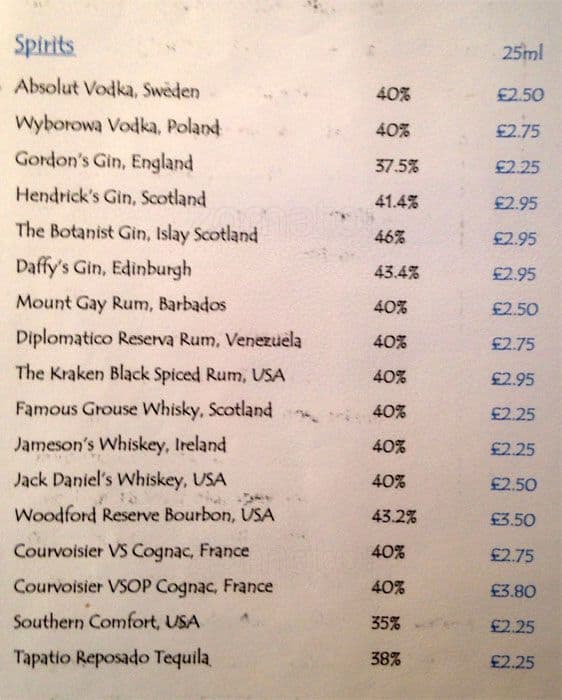 Spirits
25ml
Absolut Vodka, Sweden 40% £2.50
Wyborowa Vodka, Poland 40% £2.75
Gordon's Gin, England 37.5% £2.25
Hendrick's Gin, Scotland 41.4% £2.95
The Botanist Gin, Islay Scotland 46% £2.95
Daffy's Gin, Edinburgh 43.4% £2.95
Mount Gay Rum, Barbados 40% £2.50
Diplomatico Reserva Rum, Venezuela 40% £2.75
The Kraken Black Spiced Rum, USA 40% £2.95
Famous Grouse Whisky, Scotland 40% £2.25
Jameson's Whiskey, Ireland 40% £2.25
Jack Daniel's Whiskey, USA 40% £2.50
Woodford Reserve Bourbon, USA 43.2% £3.50
Courvoisier VS Cognac, France 40% £2.75
Courvoisier VSOP Cognac, France 40% £3.80
Southern Comfort, USA 35% £2.25
Tapatio Reposado Tequila 38% £2.25